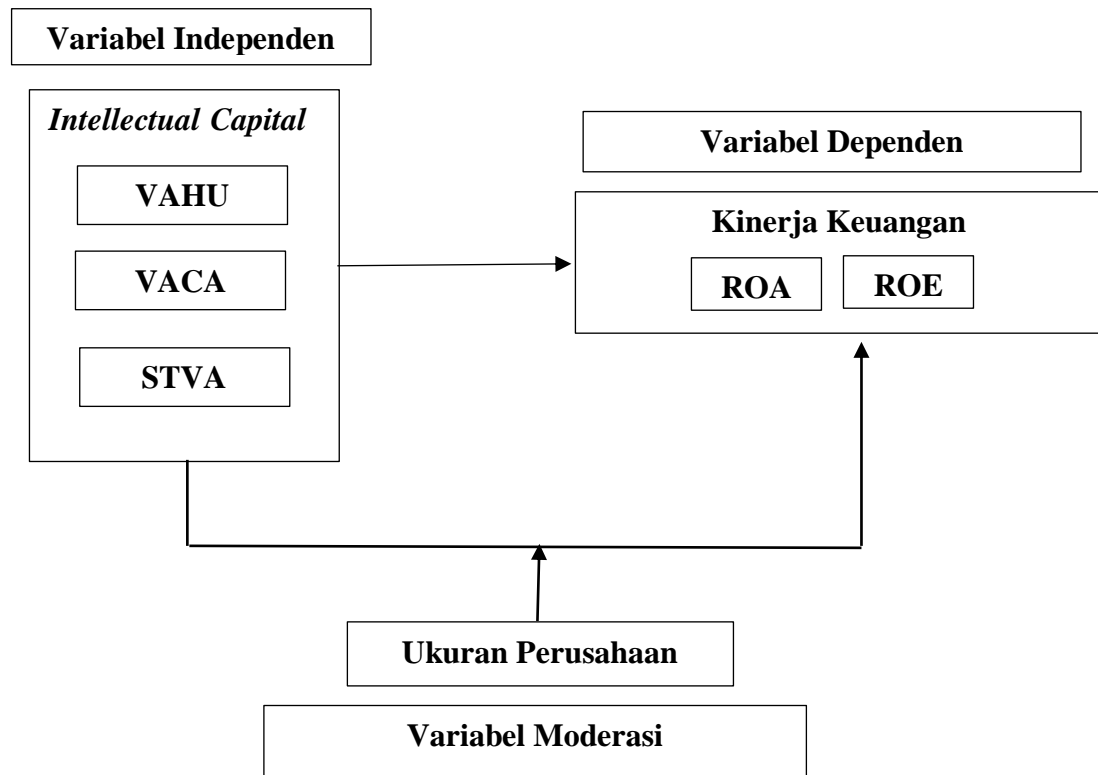 Variabel Independen
Intellectual Capital
VAHU
VACA
STVA
Variabel Dependen
Kinerja Keuangan
ROA
ROE
Ukuran Perusahaan
Variabel Moderasi